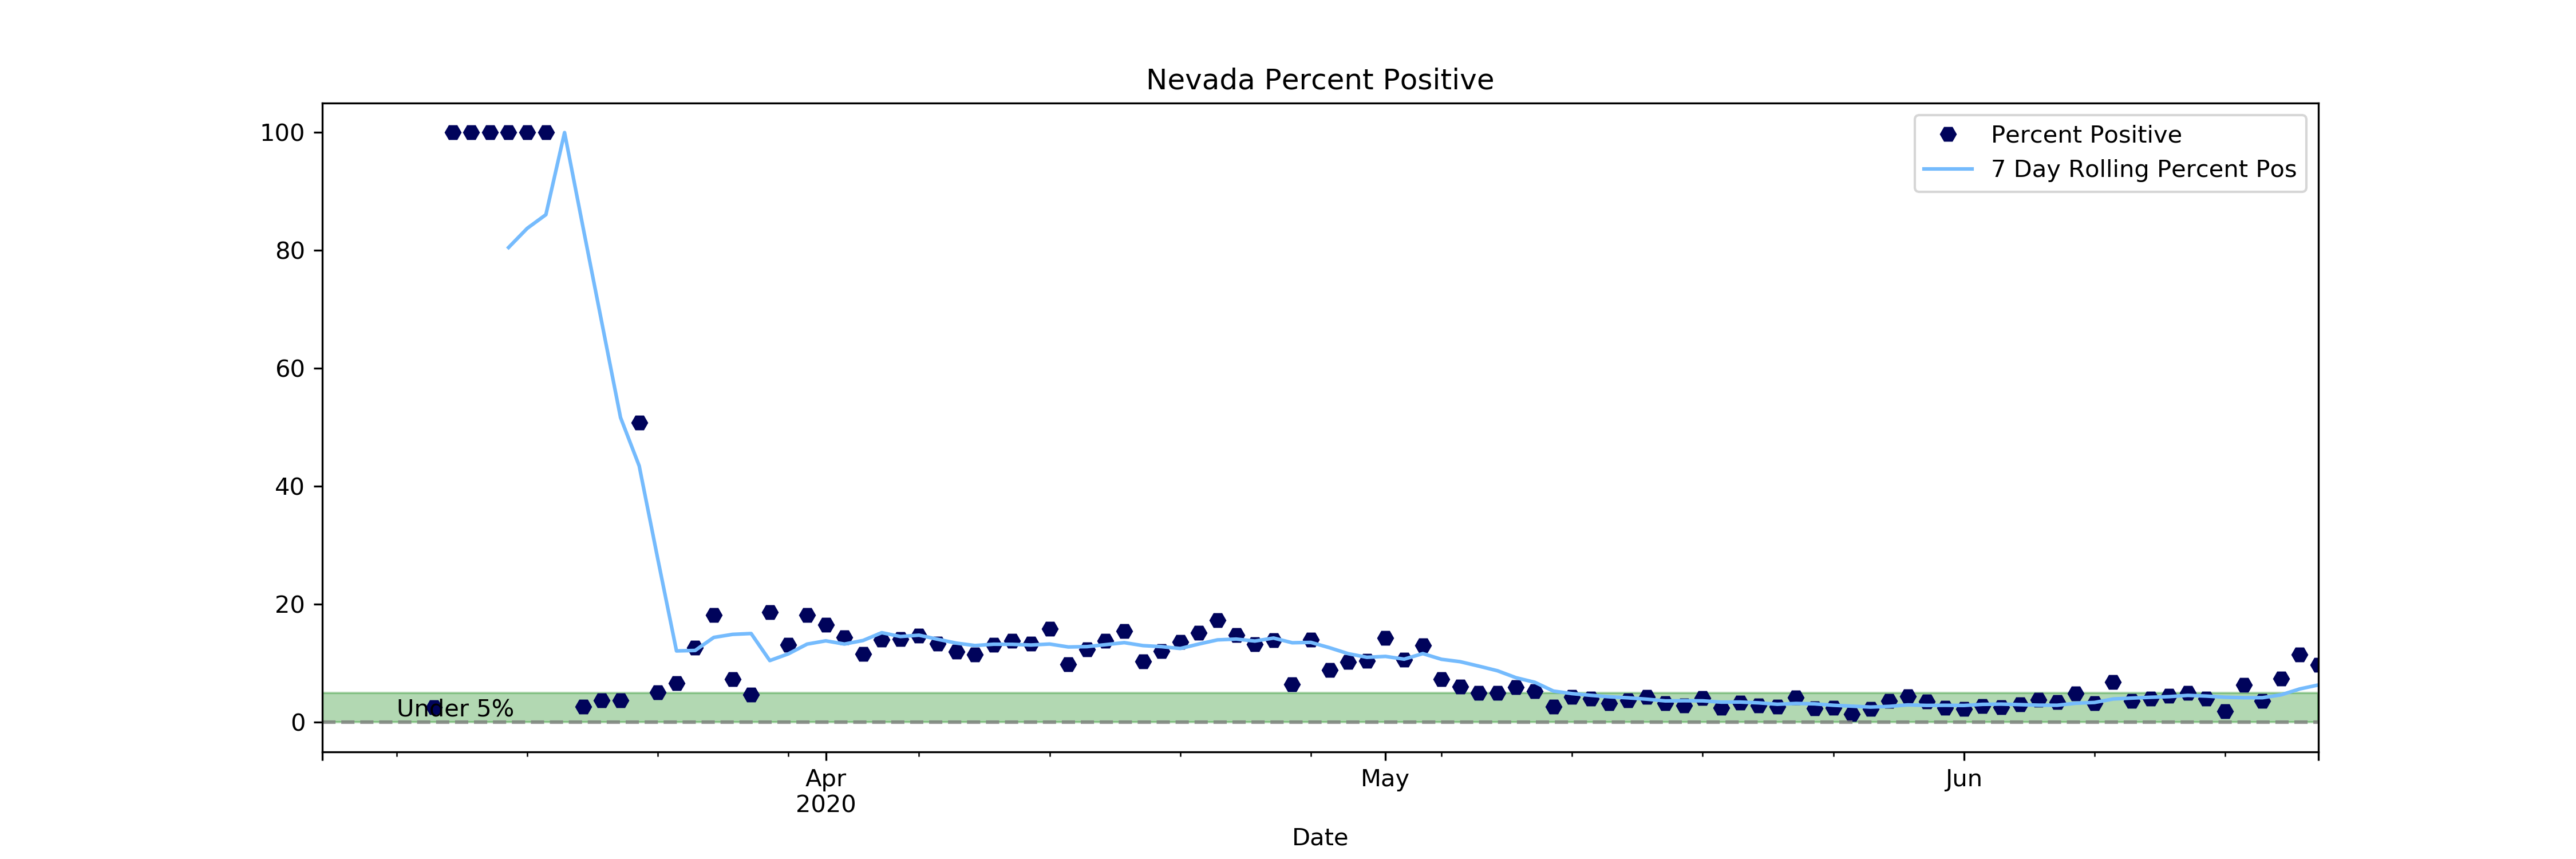 Nevada Percent Positive
Percent Positive
7 Day Rolling Percent Pos
100
80
60
40
20
0
Under 5%
Apr
2020
May
Jun
Date